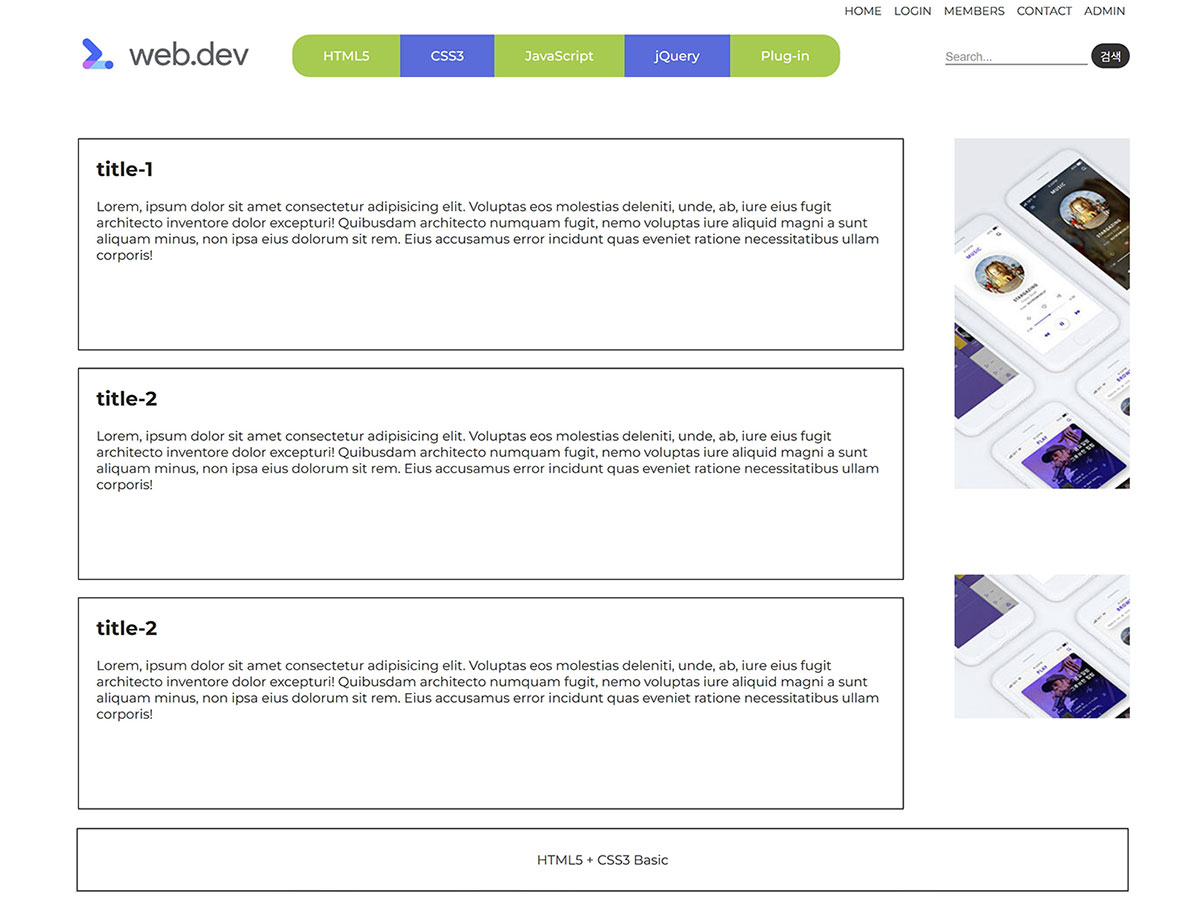 HOME LOGIN MEMBERS CONTACT ADMIN
web.dev
HTML5 CSS3 JavaScript jQuery Plug-in
Search... 검색
title-1
Lorem, ipsum dolor sit amet consectetur adipisicing elit. Voluptas eos molestias deleniti, unde, ab, iure eius fugit
architecto inventore dolor excepturi! Quibusdam architecto numquam fugit, nemo voluptas iure aliquid magni a sunt
aliquam minus, non ipsa eius dolorum sit rem. Eius accusamus error incidunt quas eveniet ratione necessitatibus ullam
corporis!
MUSIC
STARGAZING
MUSIC
STARGAZING
PLAY
title-2
Lorem, ipsum dolor sit amet consectetur adipisicing elit. Voluptas eos molestias deleniti, unde, ab, iure eius fugit
architecto inventore dolor excepturi! Quibusdam architecto numquam fugit, nemo voluptas iure aliquid magni a sunt
aliquam minus, non ipsa eius dolorum sit rem. Eius accusamus error incidunt quas eveniet ratione necessitatibus ullam
corporis!
title-2
Lorem, ipsum dolor sit amet consectetur adipisicing elit. Voluptas eos molestias deleniti, unde, ab, iure eius fugit
architecto inventore dolor excepturi! Quibusdam architecto numquam fugit, nemo voluptas iure aliquid magni a sunt
aliquam minus, non ipsa eius dolorum sit rem. Eius accusamus error incidunt quas eveniet ratione necessitatibus ullam
corporis!
PLAY
HTML5 + CSS3 Basic